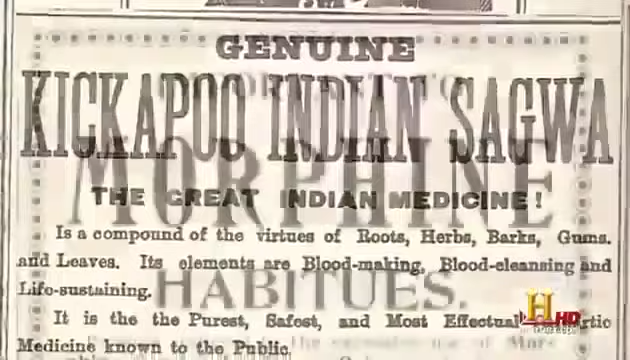 GENUINE
KICKAPOO INDIAN SAGWA
MORPHINE
THE GREAT INDIAN MEDICINE!
Is a compound of the virtues of Roots, Herbs, Barks, Gums.
and Leaves. Its elements are Blood-making, Blood-cleansing and
Life-sustaining.
HABITUES.
It is the the Purest, Safest, and Most Effectual
Medicine known to the Public.
H HD